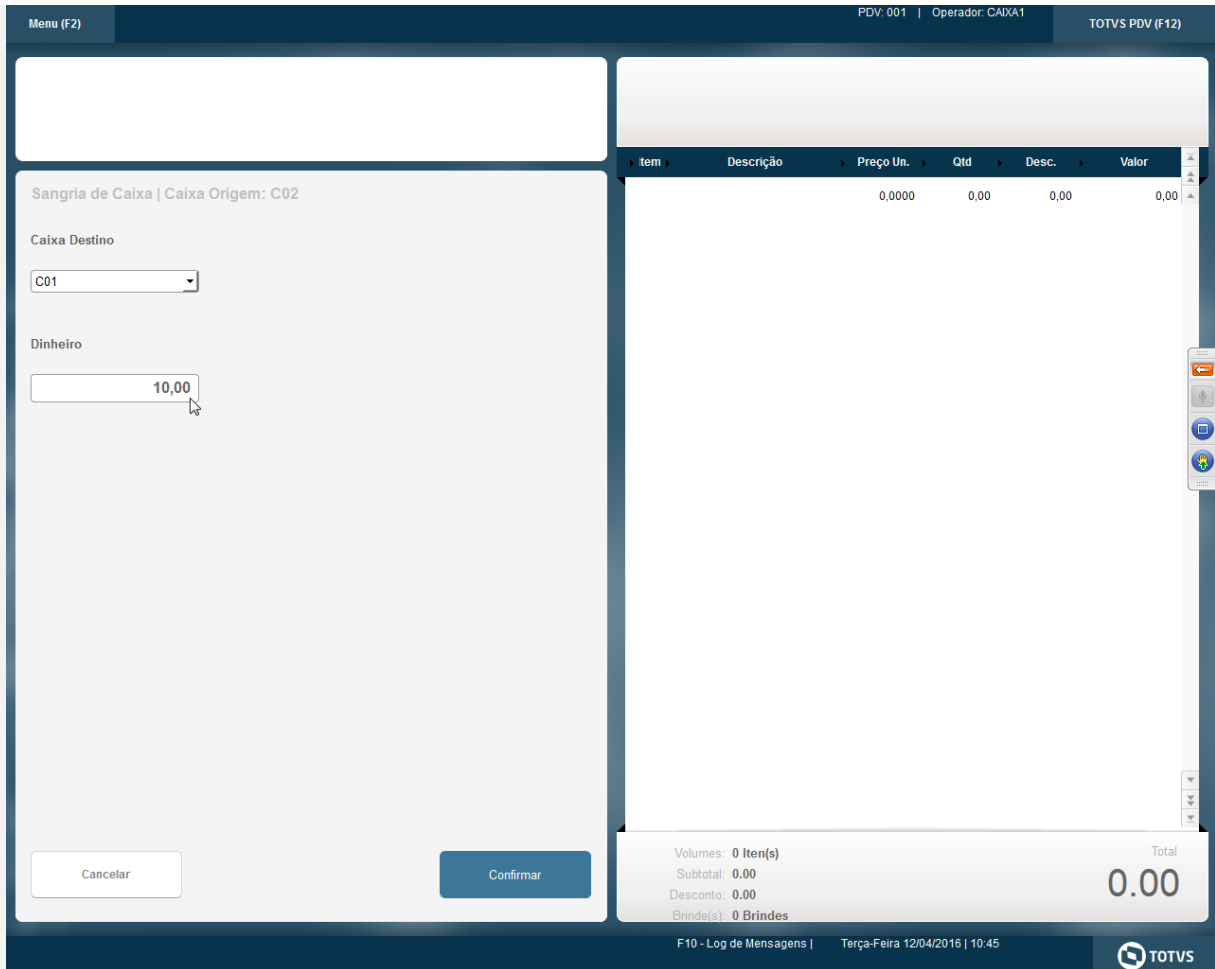 Menu (F2)
PDV: 001 | Operador: CAIXA1
TOTVS PDV (F12)
Item Descrição Preço Un. Qtd Desc. Valor
0,0000 0,00 0,00 0,00
Sangria de Caixa | Caixa Origem: C02
Caixa Destino
C01
Dinheiro
10,00
Cancelar
Confirmar
Volumes: 0 Iten(s)
Subtotal: 0.00
Desconto: 0.00
Brinde(s): 0 Brindes
Total
0.00
F10 - Log de Mensagens | Terça-Feira 12/04/2016 | 10:45
TOTVS